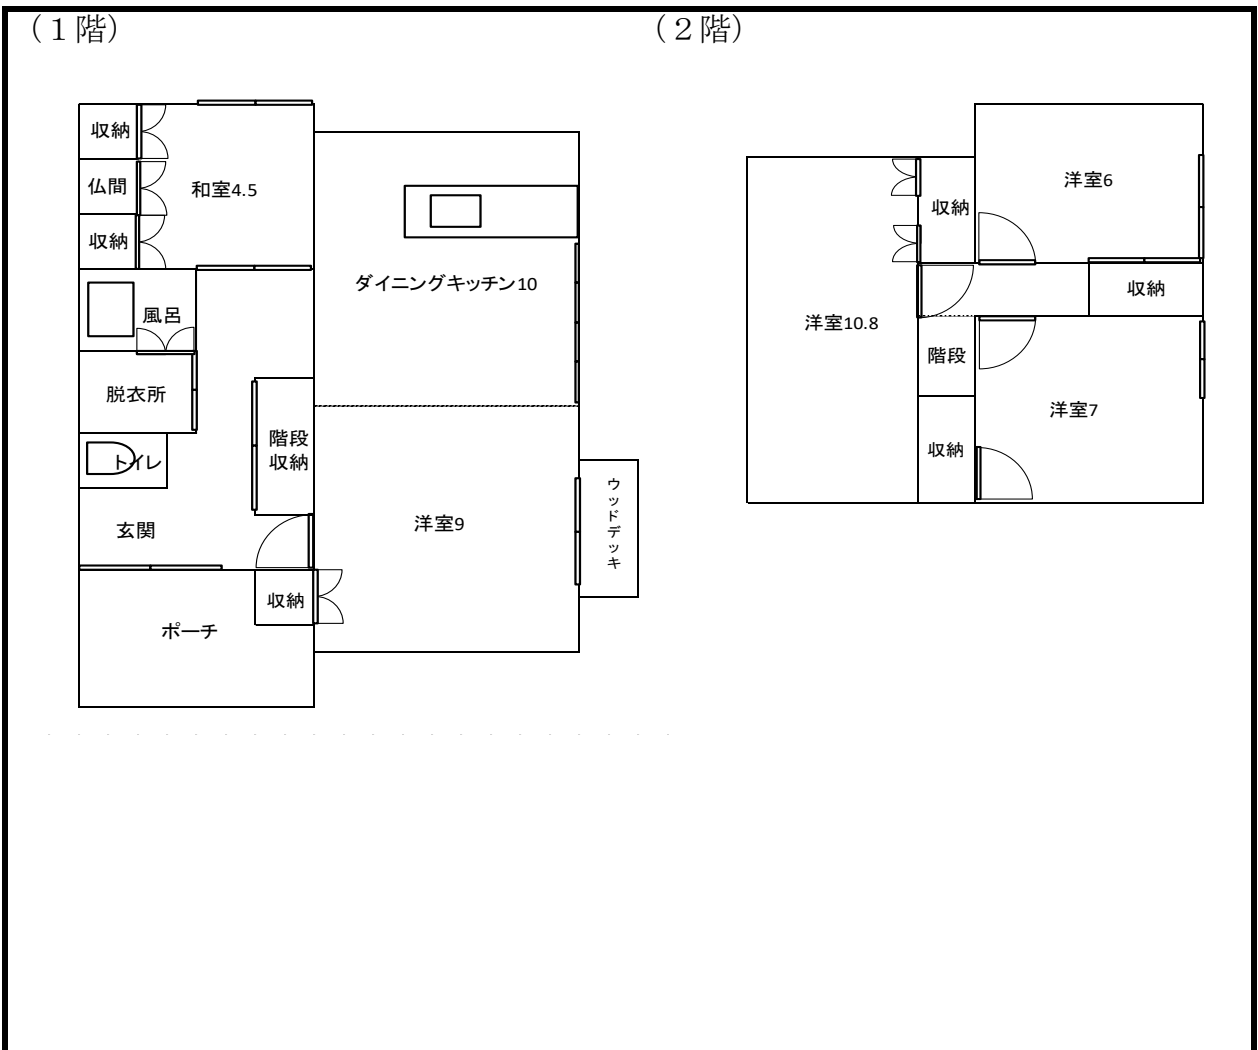 （１階）
収納
仏間
和室4.5
収納
風呂
ダイニングキッチン10
脱衣所
階段
収納
トイレ
玄関
洋室9
ウッドデッキ
収納
ポーチ
（２階）
洋室6
収納
収納
洋室10.8
階段
洋室7
収納